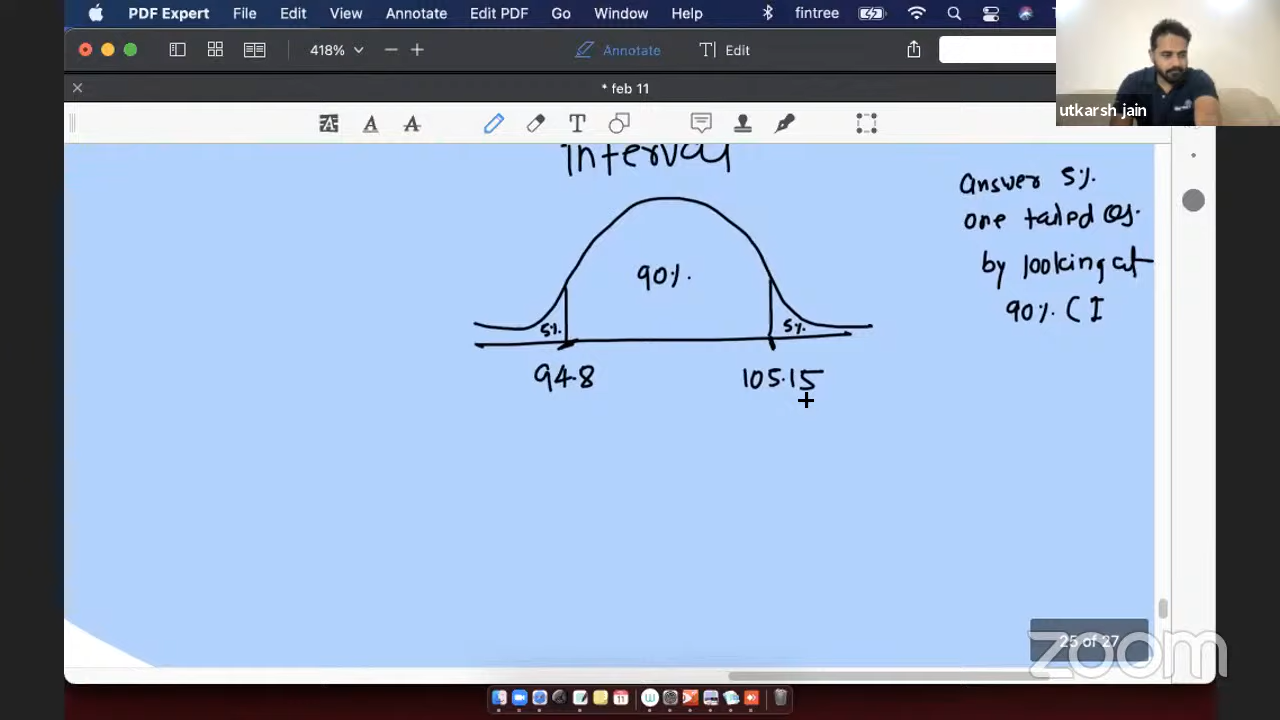 PDF Expert File Edit View Annotate Edit PDF Go Window Help fintree
418% Annotate Edit
* feb 11
utkarsh jain
interval
answer 5%
one tailed Qs.
by looking at
90% CI
90%.
5% 5%.
94.8 105.15
25 of 27
zoom